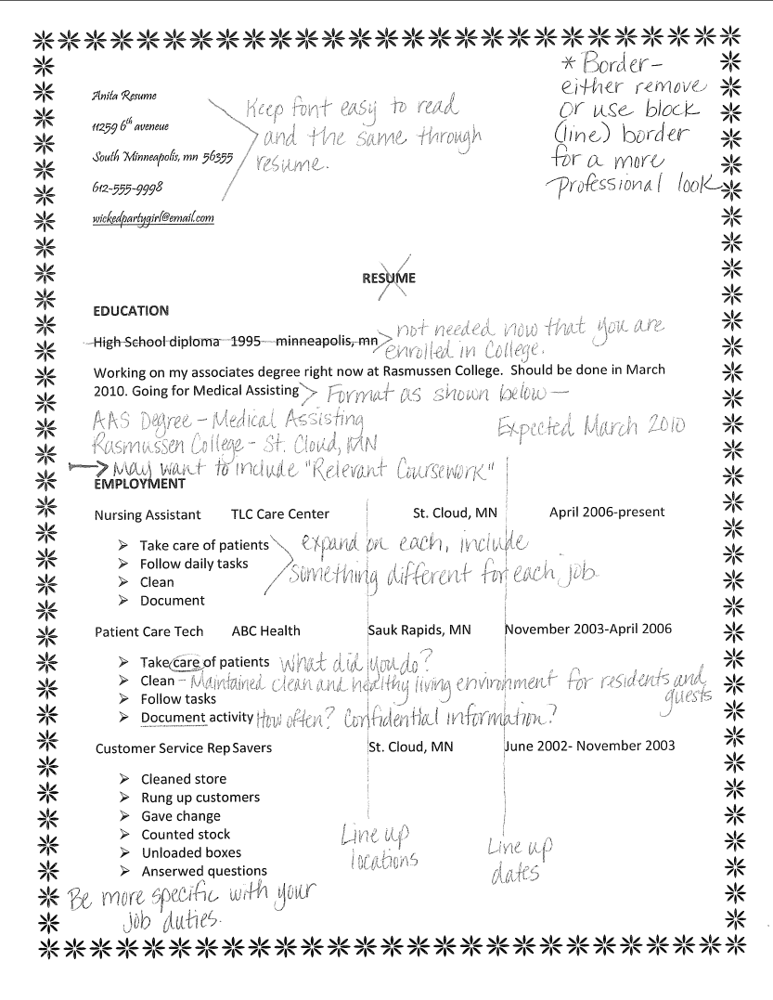 * Border-
either remove
or use block
(line) border
for a more
Professional look
Anita Resume
11259 6th aveneue
South Minneapolis, mn 56355
612-555-9998
wickedpartygirl@email.com
Keep font easy to read
and the same through
resume.
RESUME
EDUCATION
High School diploma 1995 minneapolis, mn
not needed now that you are
enrolled in College.
Working on my associates degree right now at Rasmussen College. Should be done in March
2010. Going for Medical Assisting
Format as shown below—
AAS Degree – Medical Assisting
Expected March 2010
Rasmussen College – St. Cloud, MN
→ May want to include "Relevant Coursework"
EMPLOYMENT
Nursing Assistant TLC Care Center St. Cloud, MN April 2006-present
➢ Take care of patients
➢ Follow daily tasks
➢ Clean
➢ Document
expand on each, include
something different for each job.
Patient Care Tech ABC Health Sauk Rapids, MN November 2003-April 2006
➢ Take care of patients What did you do?
➢ Clean – Maintained clean and healthy living environment for residents and
guests
➢ Follow tasks
➢ Document activity How often? Confidential information?
Customer Service Rep Savers St. Cloud, MN June 2002- November 2003
➢ Cleaned store
➢ Rung up customers
➢ Gave change
➢ Counted stock
➢ Unloaded boxes
➢ Anserwed questions
Line up
locations
Line up
dates
Be more specific with your
job duties.